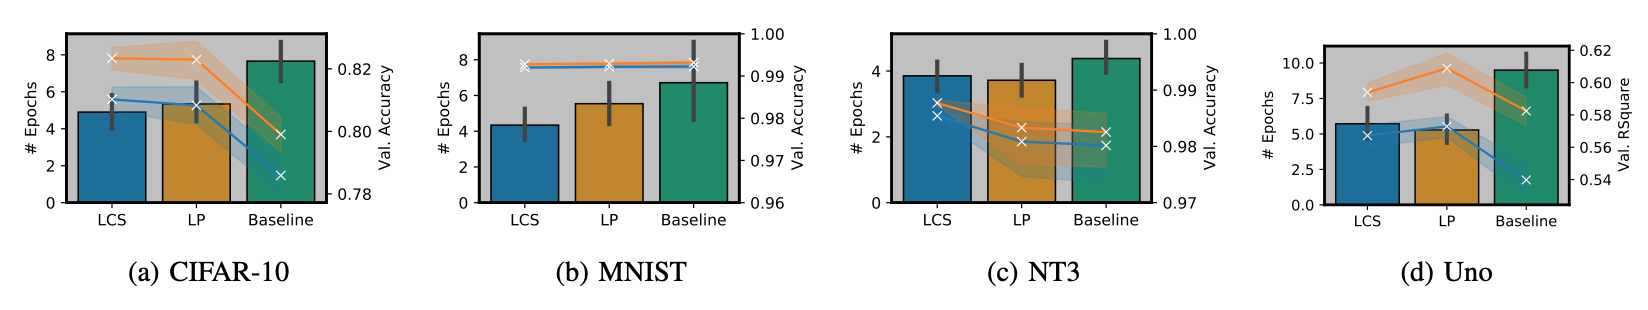 # Epochs
8
6
4
2
0
LCS LP Baseline
0.82
0.80
0.78
Val. Accuracy
(a) CIFAR-10
# Epochs
8
6
4
2
0
LCS LP Baseline
1.00
0.99
0.98
0.97
0.96
Val. Accuracy
(b) MNIST
# Epochs
4
2
0
LCS LP Baseline
1.00
0.99
0.98
0.97
Val. Accuracy
(c) NT3
# Epochs
10.0
7.5
5.0
2.5
0.0
LCS LP Baseline
0.62
0.60
0.58
0.56
0.54
Val. RSquare
(d) Uno